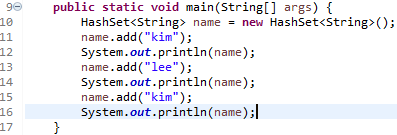 9 public static void main(String[] args) {
10 HashSet<String> name = new HashSet<String>();
11 name.add("kim");
12 System.out.println(name);
13 name.add("lee");
14 System.out.println(name);
15 name.add("kim");
16 System.out.println(name);
17 }